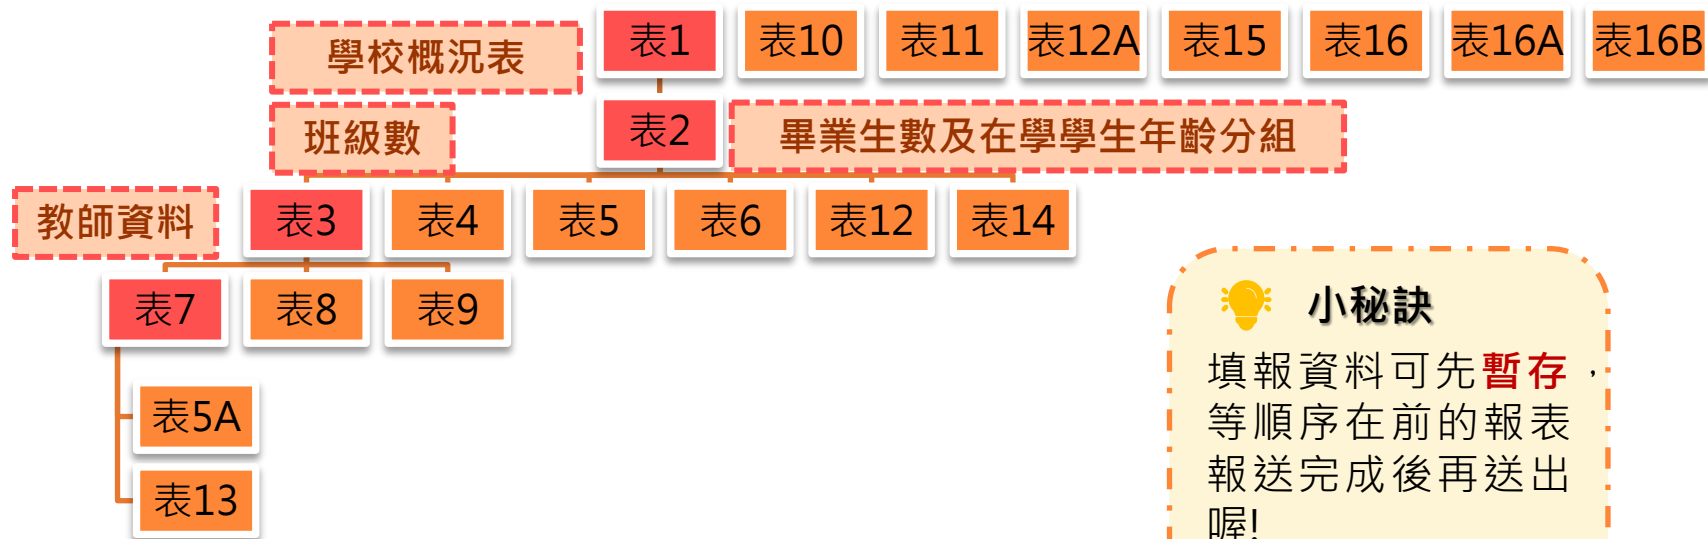 學校概況表
表1
表10
表11
表12A
表15
表16
表16A
表16B
班級數
表2
畢業生數及在學學生年齡分組
教師資料
表3
表4
表5
表6
表12
表14
表7
表8
表9
表5A
表13
小秘訣
填報資料可先暫存，
等順序在前的報表
報送完成後再送出
喔!